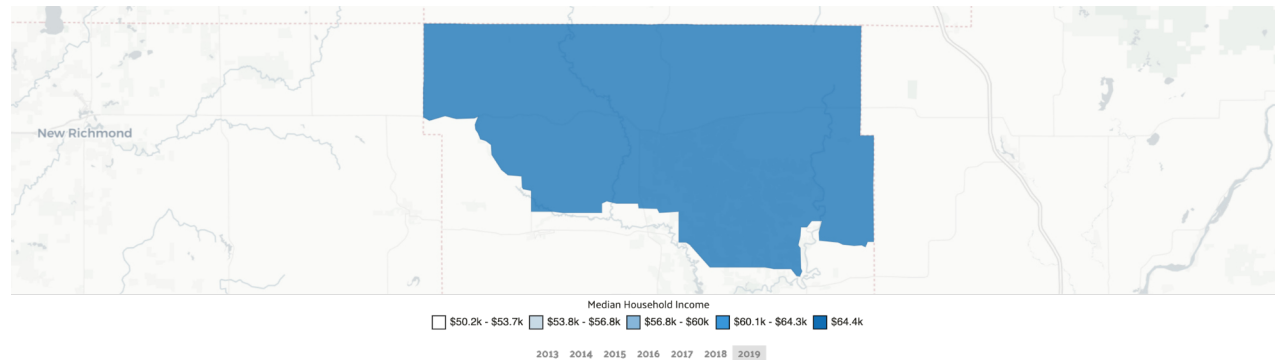 New Richmond
Median Household Income
$50.2k - $53.7k $53.8k - $56.8k $56.8k - $60k $60.1k - $64.3k $64.4k
2013 2014 2015 2016 2017 2018 2019